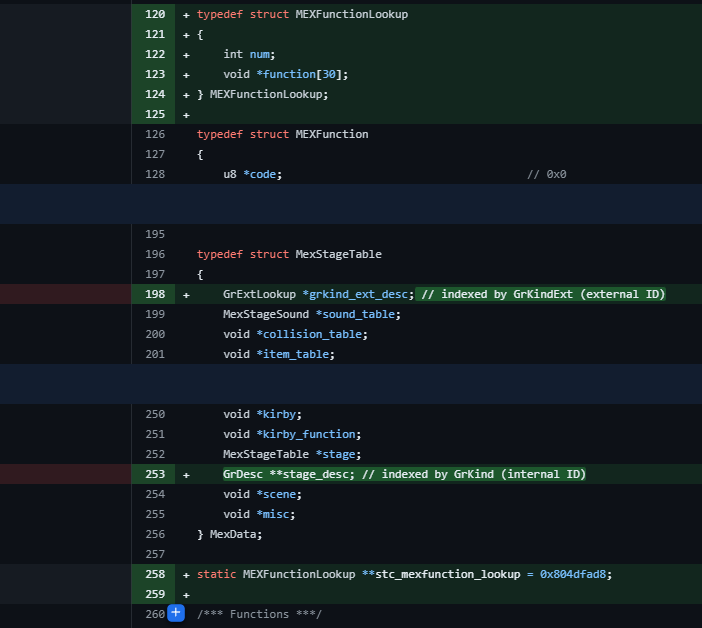 120 + typedef struct MEXFunctionLookup
121 + {
122 +     int num;
123 +     void *function[30];
124 + } MEXFunctionLookup;
125 +
126 typedef struct MEXFunction
127 {
128     u8 *code; // 0x0
195
196 typedef struct MexStageTable
197 {
198 +     GrExtLookup *grkind_ext_desc; // indexed by GrKindExt (external ID)
199     MexStageSound *sound_table;
200     void *collision_table;
201     void *item_table;
250     void *kirby;
251     void *kirby_function;
252     MexStageTable *stage;
253 +     GrDesc **stage_desc; // indexed by GrKind (internal ID)
254     void *scene;
255     void *misc;
256 } MexData;
257
258 + static MEXFunctionLookup **stc_mexfunction_lookup = 0x804dfad8;
259 +
260 + /*** Functions ***/